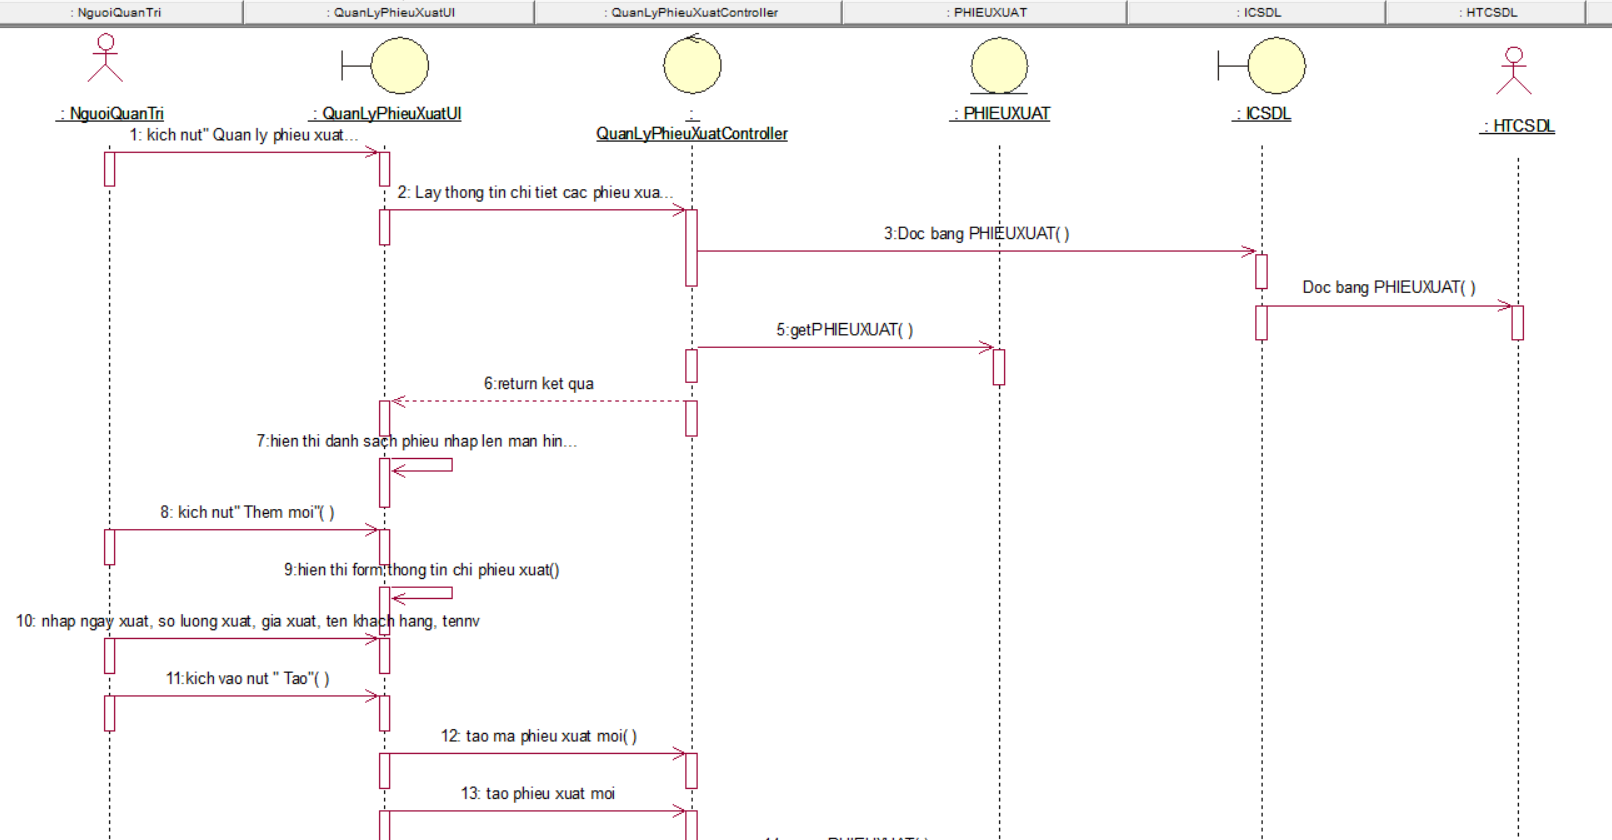 : NguoiQuanTri
: QuanLyPhieuXuatUI
: QuanLyPhieuXuatController
: PHIEUXUAT
: ICSDL
: HTCSDL
: NguoiQuanTri
: QuanLyPhieuXuatUI
:
QuanLyPhieuXuatController
: PHIEUXUAT
: ICSDL
: HTCSDL
1: kich nut" Quan ly phieu xuat...
2: Lay thong tin chi tiet cac phieu xua...
3:Doc bang PHIEUXUAT( )
Doc bang PHIEUXUAT( )
5:getPHIEUXUAT( )
6:return ket qua
7:hien thi danh sach phieu nhap len man hin...
8: kich nut" Them moi"( )
9:hien thi form thong tin chi phieu xuat()
10: nhap ngay xuat, so luong xuat, gia xuat, ten khach hang, tennv
11:kich vao nut " Tao"( )
12: tao ma phieu xuat moi( )
13: tao phieu xuat moi